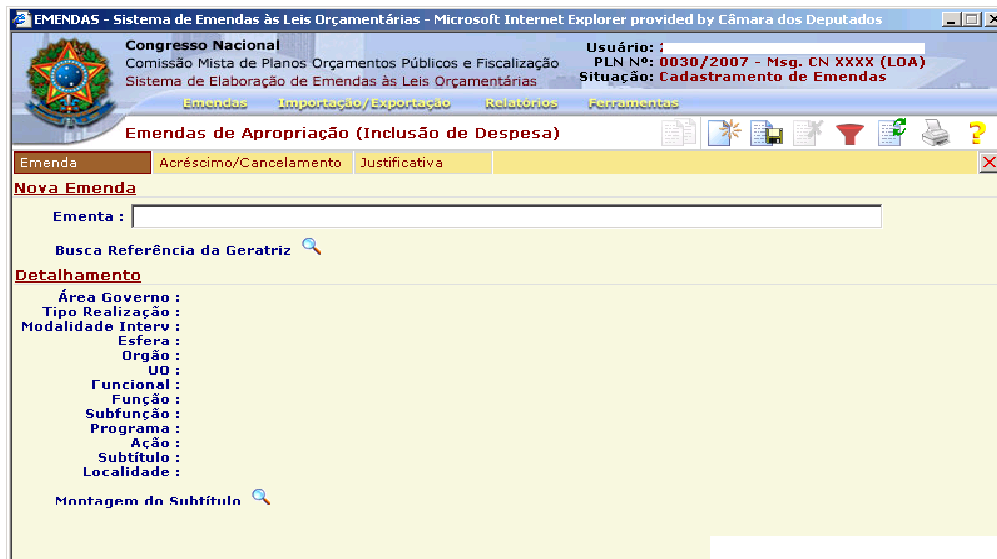 EMENDAS - Sistema de Emendas às Leis Orçamentárias - Microsoft Internet Explorer provided by Câmara dos Deputados
Congresso Nacional
Comissão Mista de Planos Orçamentos Públicos e Fiscalização
Sistema de Elaboração de Emendas às Leis Orçamentárias
Usuário:
PLN Nº: 0030/2007 - Msg. CN XXXX (LOA)
Situação: Cadastramento de Emendas
Emendas Importação/Exportação Relatórios Ferramentas
Emendas de Apropriação (Inclusão de Despesa)
Emenda Acréscimo/Cancelamento Justificativa
Nova Emenda
Ementa :
Busca Referência da Geratriz
Detalhamento
Área Governo :
Tipo Realização :
Modalidade Interv :
Esfera :
Orgão :
UO :
Funcional :
Função :
Subfunção :
Programa :
Ação :
Subtítulo :
Localidade :
Montagem do Subtítulo